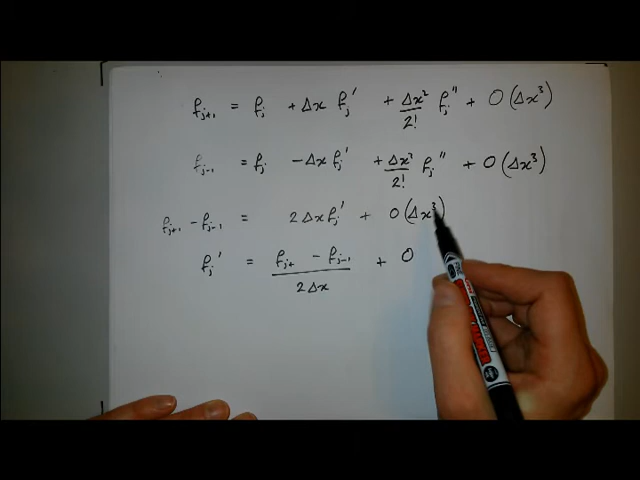 f_{j+1} = f_j + Δx f_j' + Δx²/2! f_j'' + O(Δx³)
f_{j-1} = f_j - Δx f_j' + Δx²/2! f_j'' + O(Δx³)
f_{j+1} - f_{j-1} = 2Δx f_j' + O(Δx³)
f_j' = (f_{j+} - f_{j-1})/2Δx + O